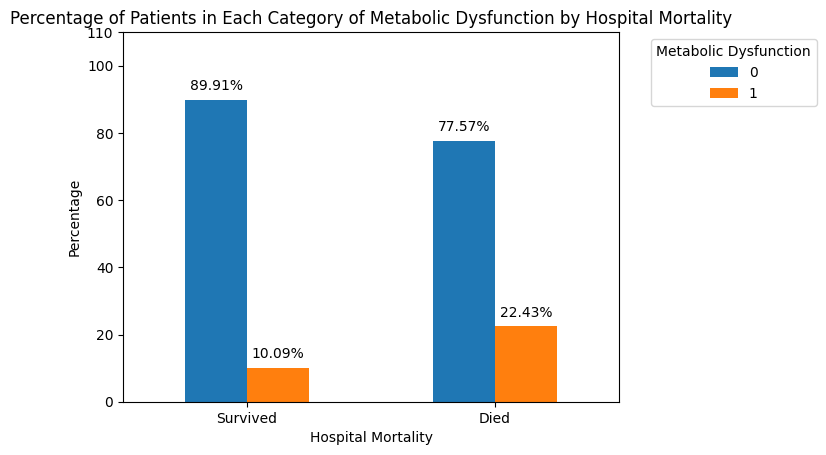 Percentage of Patients in Each Category of Metabolic Dysfunction by Hospital Mortality
110
100
80
60
40
20
0
Percentage
89.91%
10.09%
77.57%
22.43%
Survived
Died
Hospital Mortality
Metabolic Dysfunction
0
1